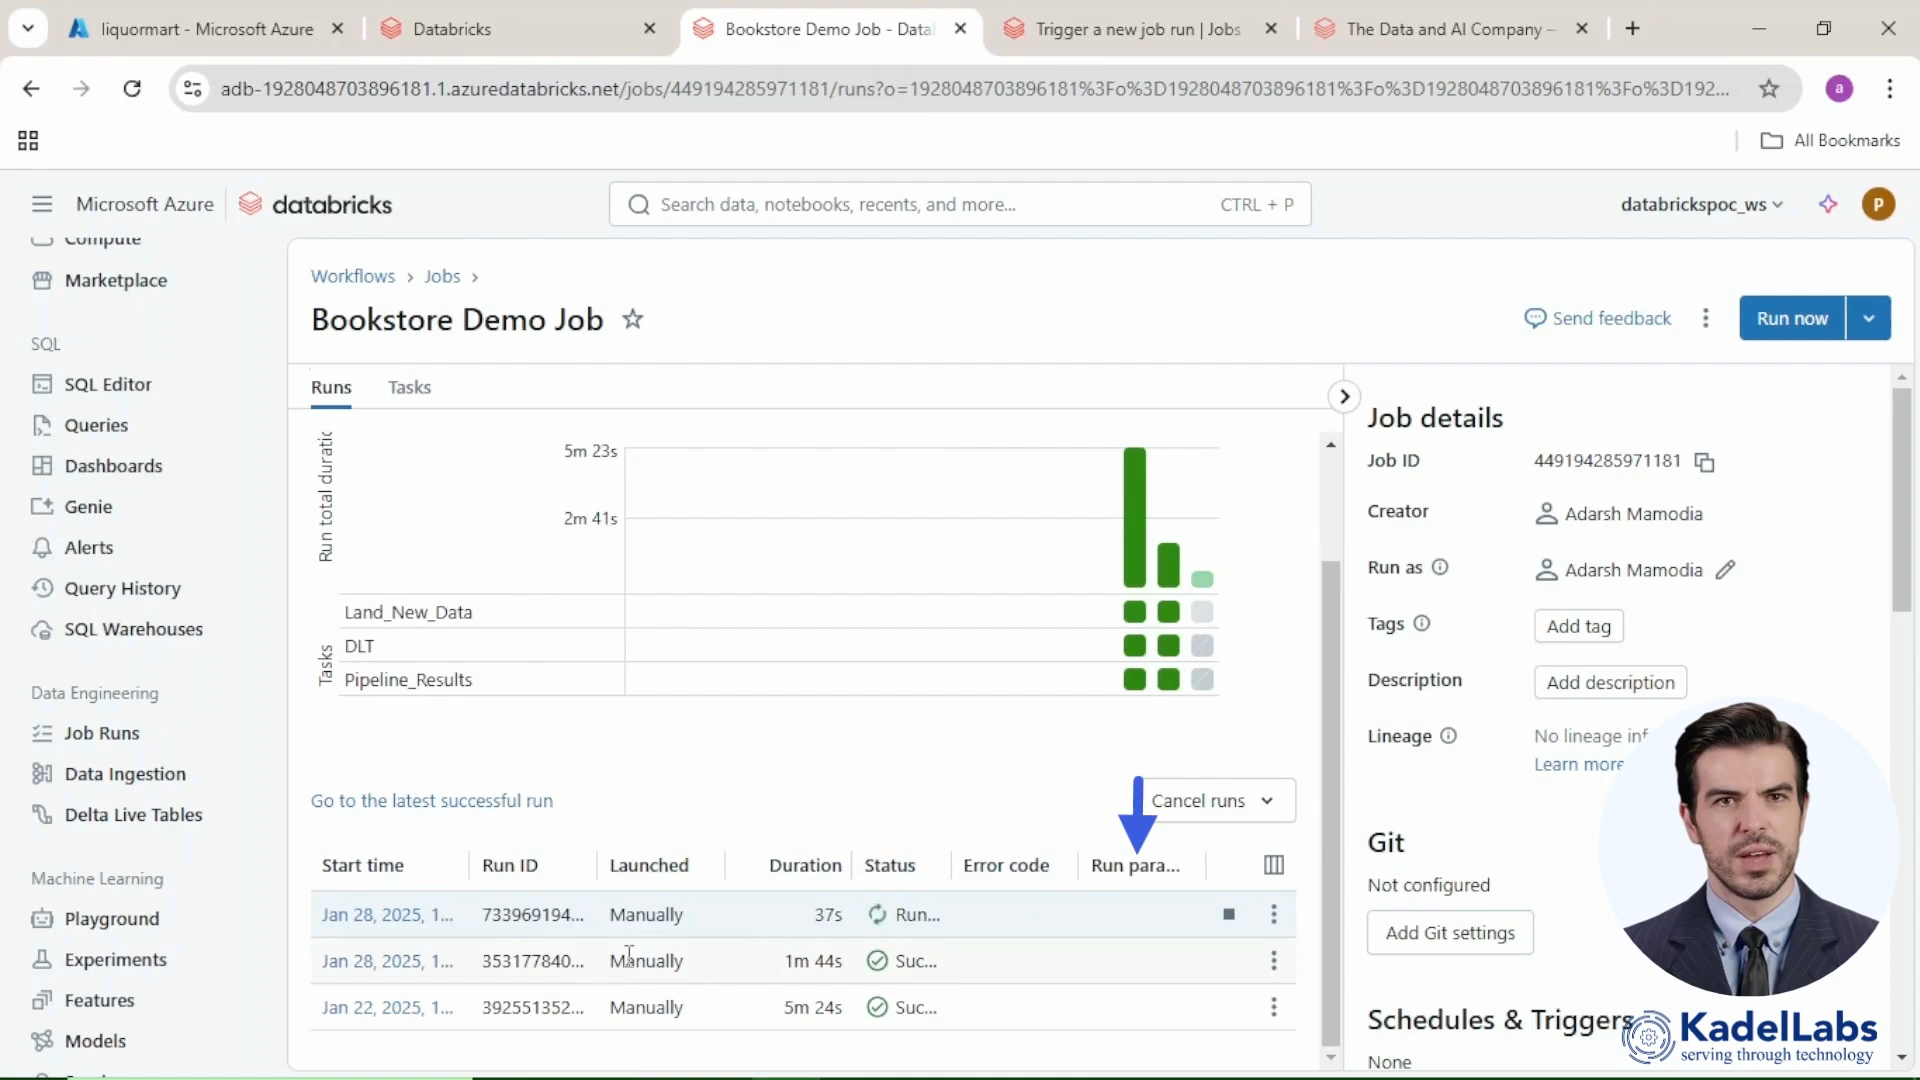 liquormart - Microsoft Azure
Databricks
Bookstore Demo Job - Data
Trigger a new job run | Jobs
The Data and AI Company –
adb-1928048703896181.1.azuredatabricks.net/jobs/449194285971181/runs?o=1928048703896181%3Fo%3D1928048703896181%3Fo%3D1928048703896181%3Fo%3D192...
a
All Bookmarks
Microsoft Azure
databricks
Search data, notebooks, recents, and more...
CTRL + P
databrickspoc_ws
P
Compute
Marketplace
SQL
SQL Editor
Queries
Dashboards
Genie
Alerts
Query History
SQL Warehouses
Data Engineering
Job Runs
Data Ingestion
Delta Live Tables
Machine Learning
Playground
Experiments
Features
Models
Workflows › Jobs ›
Bookstore Demo Job
Send feedback
Run now
Runs
Tasks
Run total duratic
5m 23s
2m 41s
Tasks
Land_New_Data
DLT
Pipeline_Results
Go to the latest successful run
Cancel runs
Start time Run ID Launched Duration Status Error code Run para...
Jan 28, 2025, 1... 733969194... Manually 37s Run...
Jan 28, 2025, 1... 353177840... Manually 1m 44s Suc...
Jan 22, 2025, 1... 392551352... Manually 5m 24s Suc...
Job details
Job ID 449194285971181
Creator Adarsh Mamodia
Run as Adarsh Mamodia
Tags Add tag
Description Add description
Lineage No lineage inf
Learn more
Git
Not configured
Add Git settings
Schedules & Triggers
None
KadelLabs
serving through technology